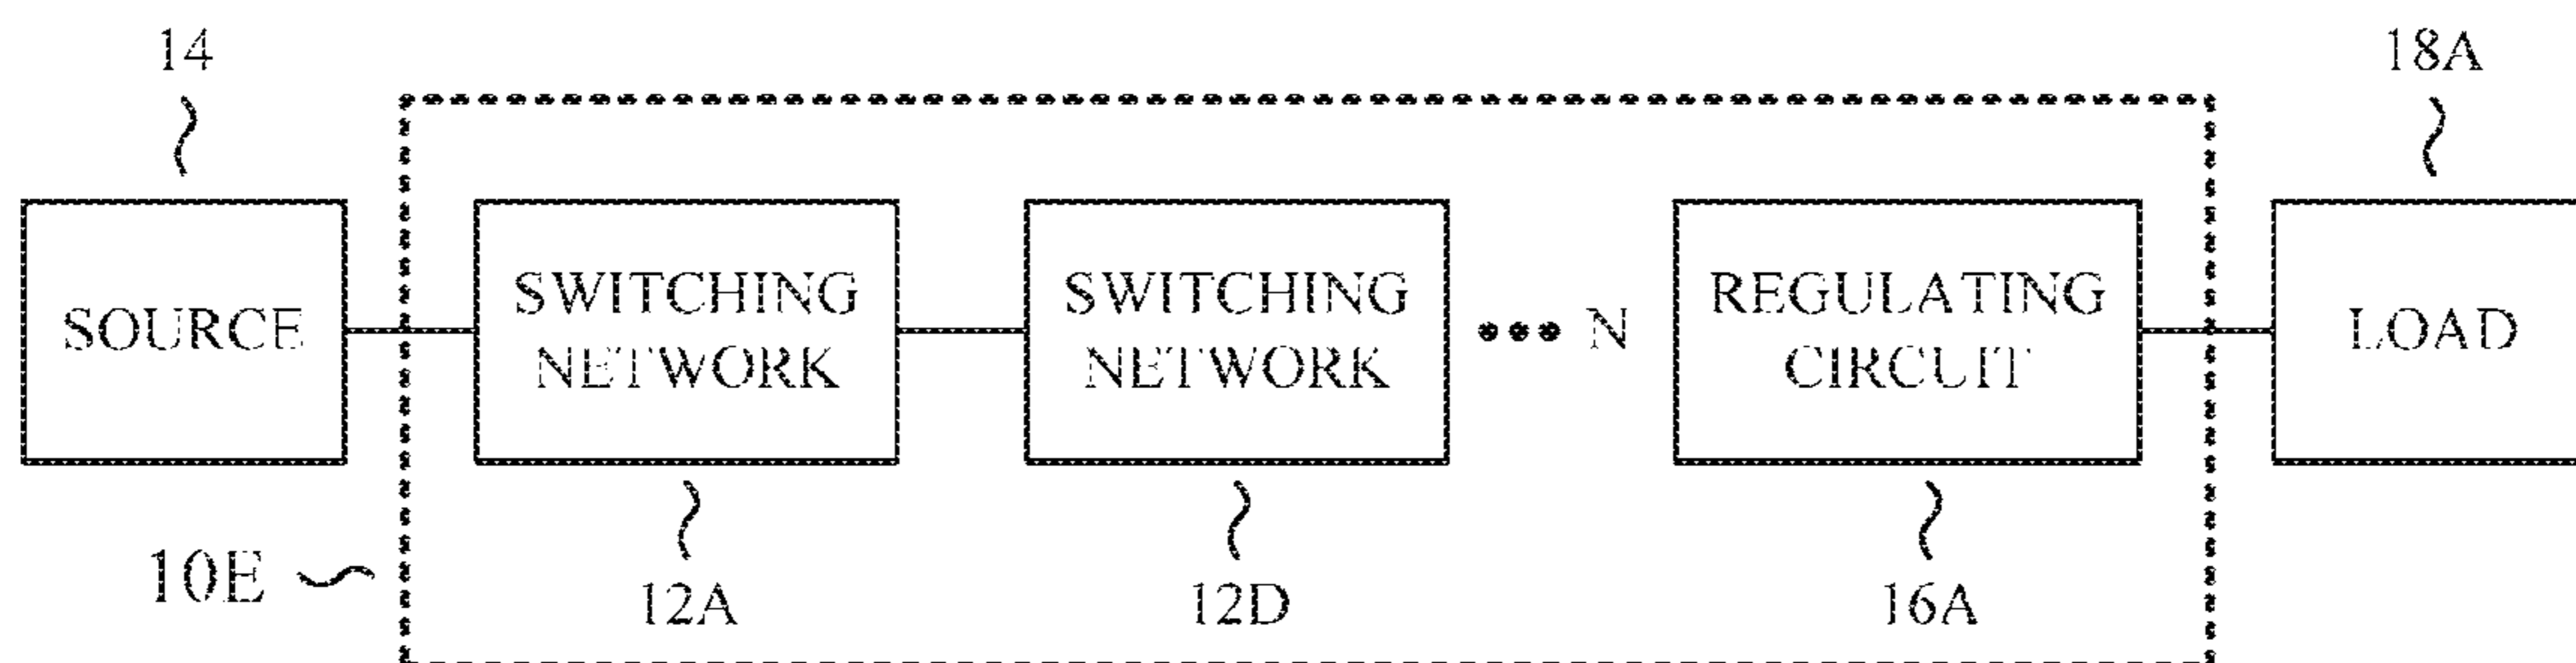 14
18A
SOURCE
SWITCHING
NETWORK
SWITCHING
NETWORK
••• N
REGULATING
CIRCUIT
LOAD
10E
12A
12D
16A